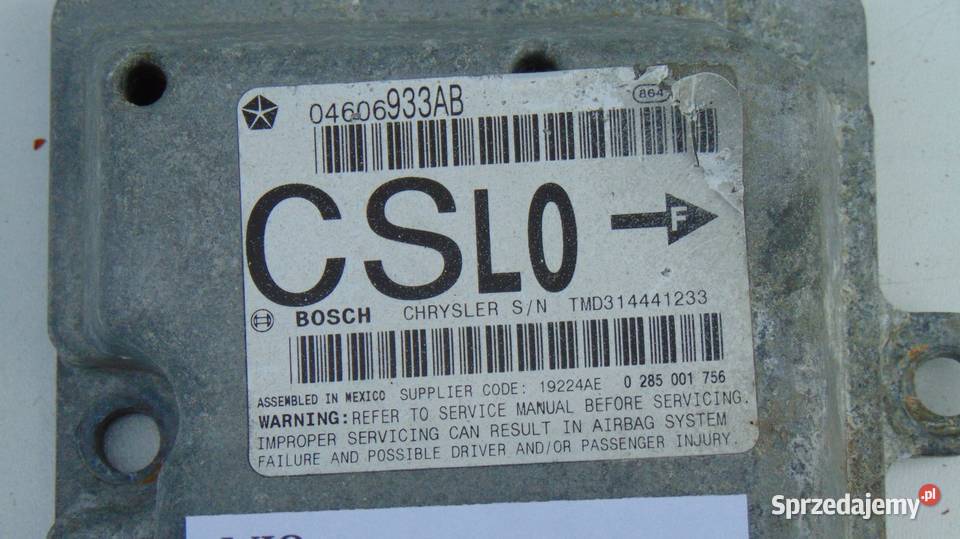 04606933AB
864
CSLO
F
BOSCH CHRYSLER S/N TMD314441233
ASSEMBLED IN MEXICO SUPPLIER CODE: 19224AE 0 285 001 756
WARNING: REFER TO SERVICE MANUAL BEFORE SERVICING.
IMPROPER SERVICING CAN RESULT IN AIRBAG SYSTEM
FAILURE AND POSSIBLE DRIVER AND/OR PASSENGER INJURY.
Sprzedajemy.pl